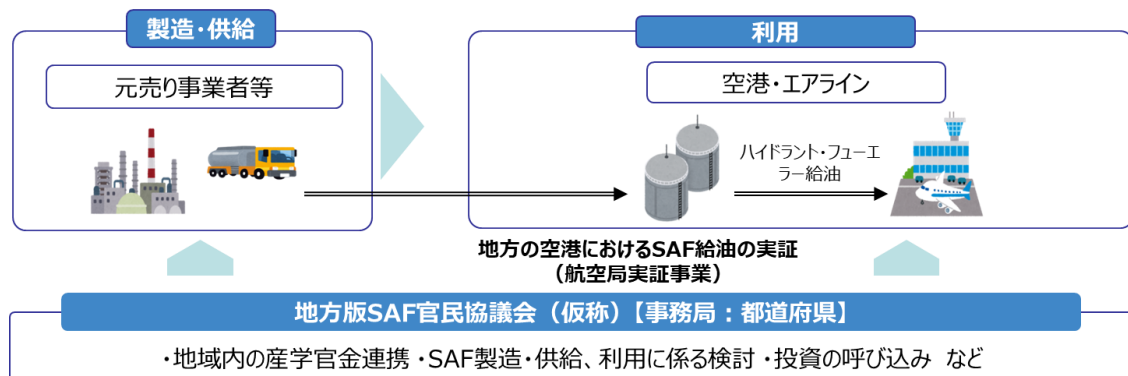 製造・供給
利用
元売り事業者等
空港・エアライン
ハイドラント・フューエ
ラー給油
地方の空港におけるSAF給油の実証
（航空局実証事業）
地方版SAF官民協議会（仮称）【事務局：都道府県】
・地域内の産学官金連携 ・SAF製造・供給、利用に係る検討 ・投資の呼び込み など